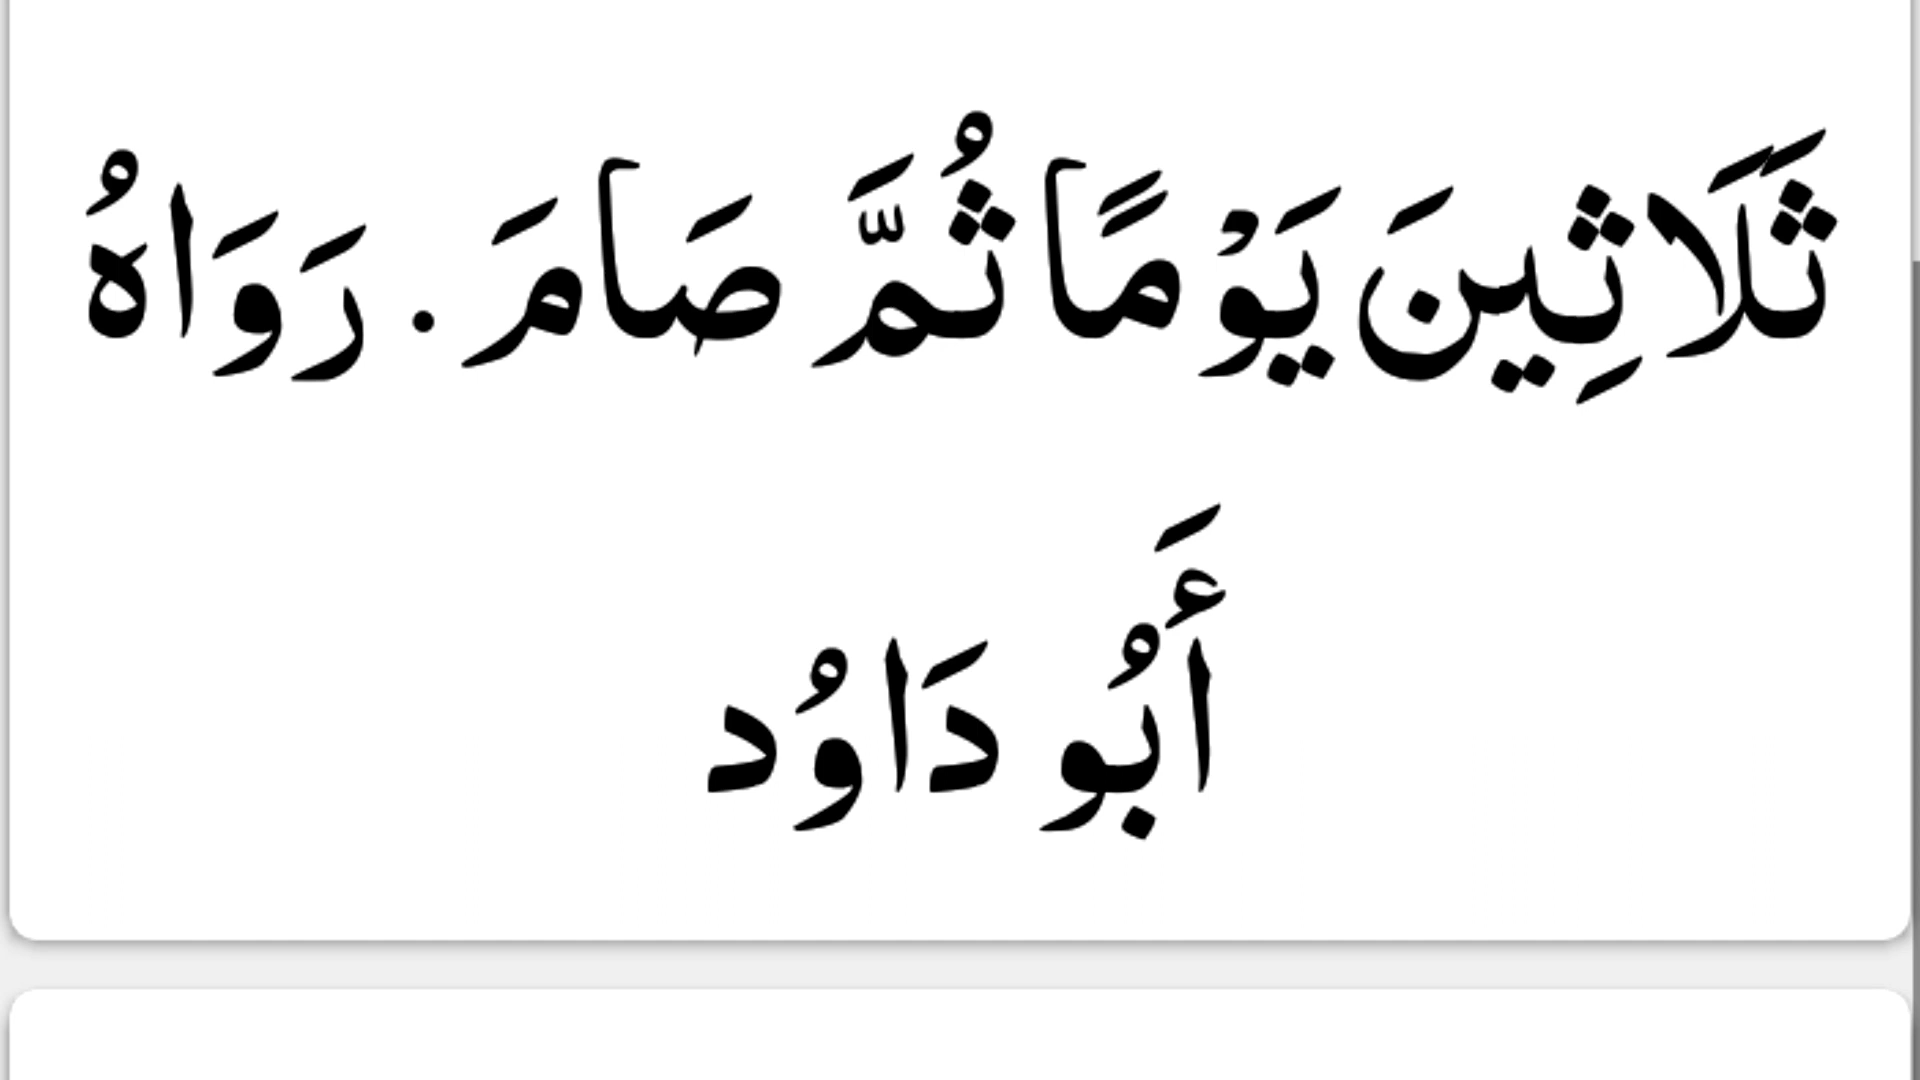 ثَلَاثِينَ يَوْمًا ثُمَّ صَامَ . رَوَاهُ
أَبُو دَاوُد